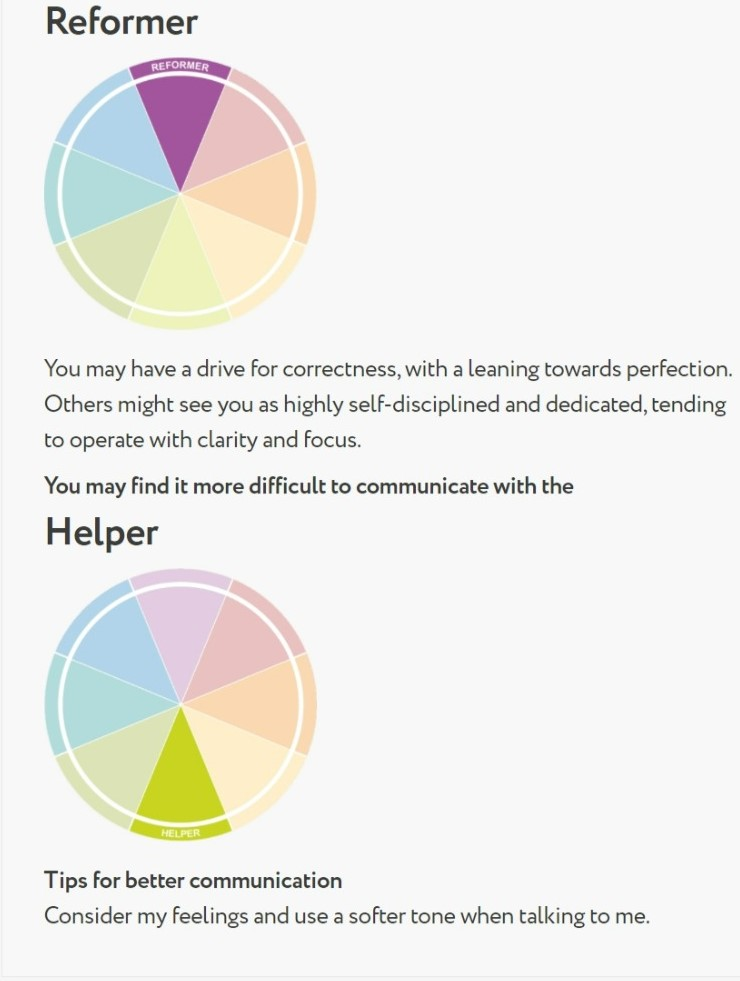 Reformer
REFORMER
You may have a drive for correctness, with a leaning towards perfection.
Others might see you as highly self-disciplined and dedicated, tending
to operate with clarity and focus.
You may find it more difficult to communicate with the
Helper
HELPER
Tips for better communication
Consider my feelings and use a softer tone when talking to me.